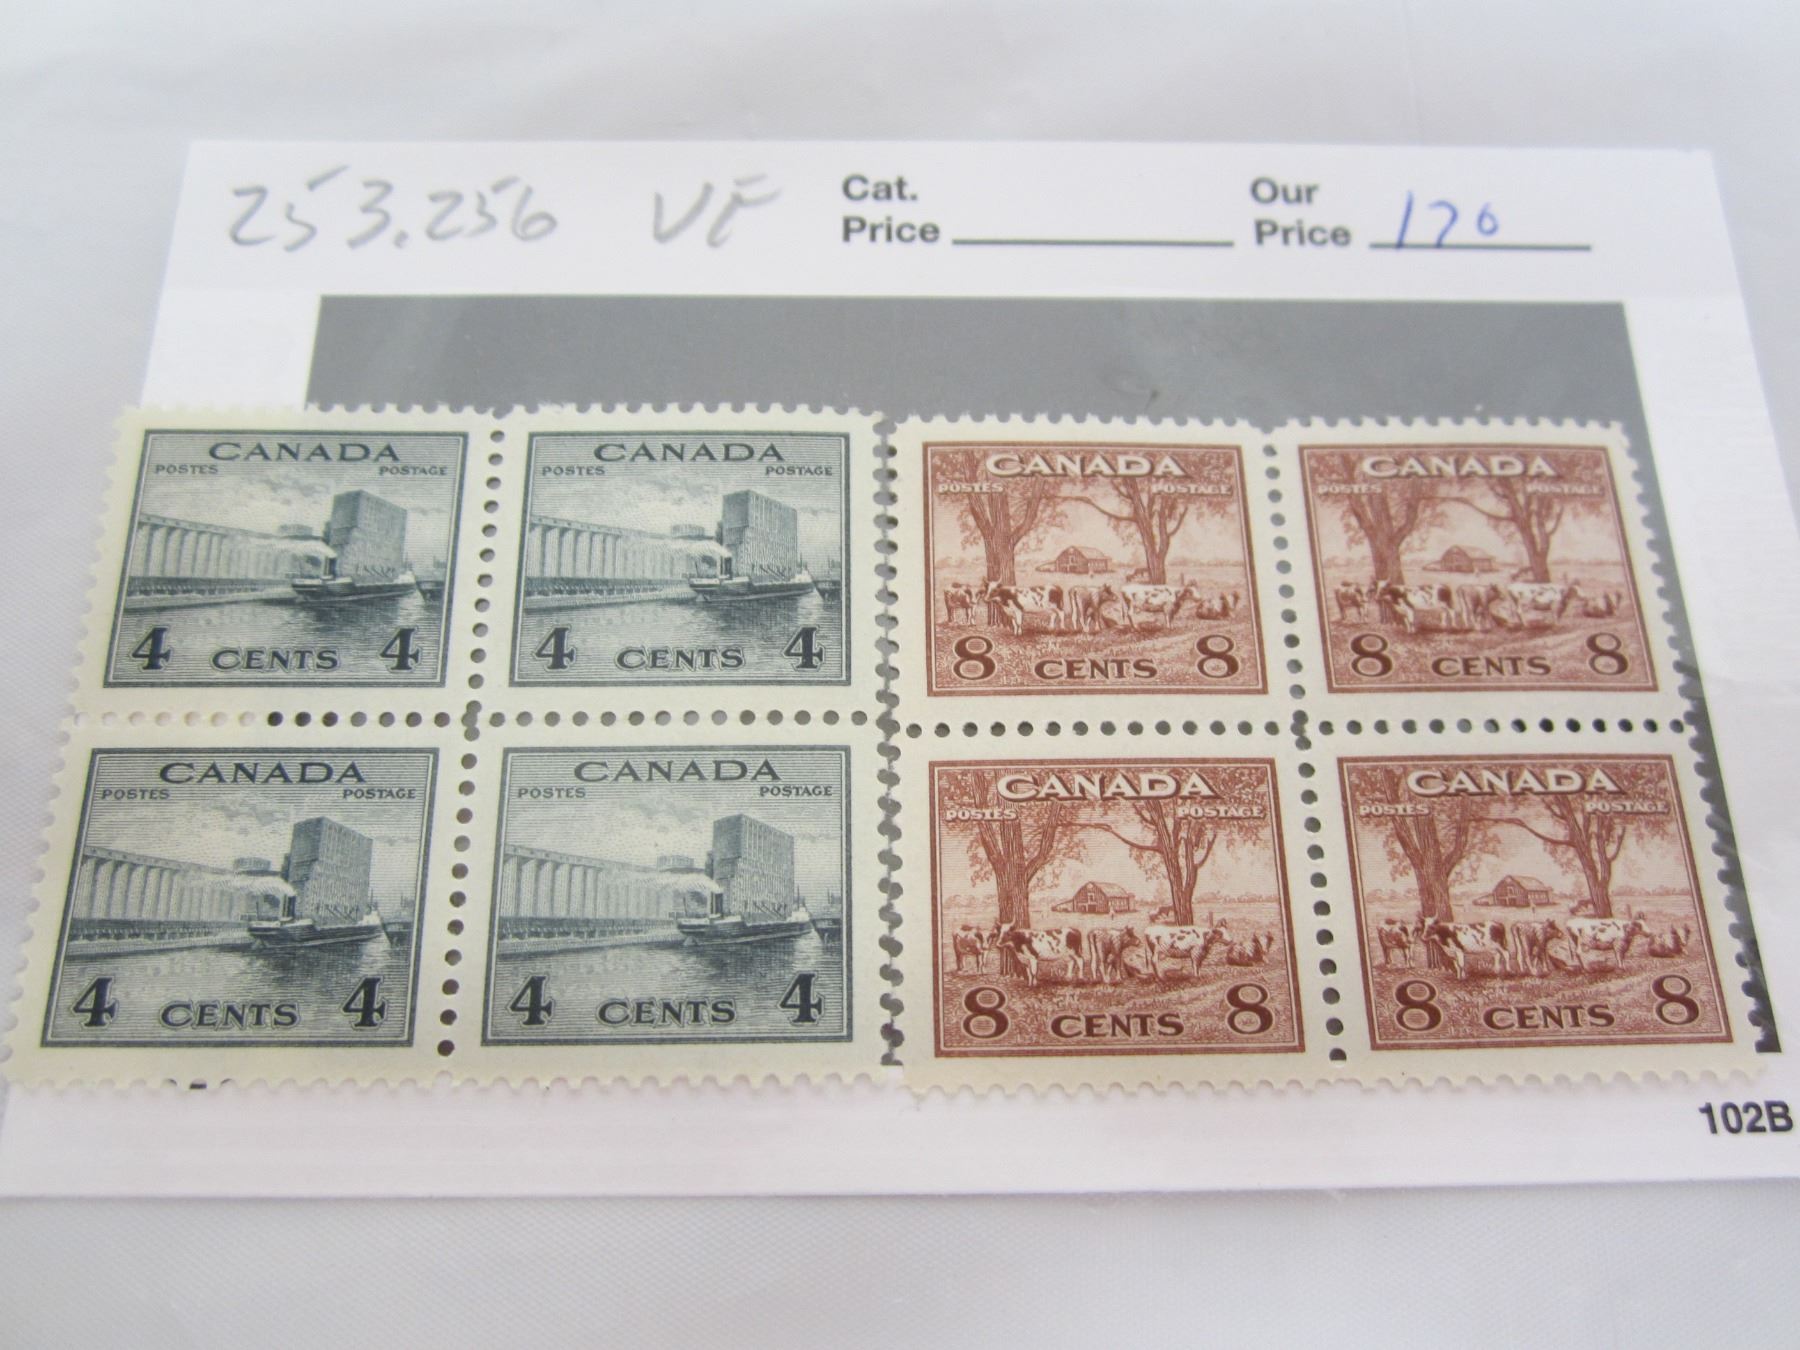 253,256 VF Cat. Price Our Price 170
CANADA CANADA CANADA CANADA
POSTES POSTAGE POSTES POSTAGE POSTES POSTAGE POSTES POSTAGE
4 CENTS 4 4 CENTS 4 8 CENTS 8 8 CENTS 8
CANADA CANADA CANADA CANADA
POSTES POSTAGE POSTES POSTAGE POSTES POSTAGE POSTES POSTAGE
4 CENTS 4 4 CENTS 4 8 CENTS 8 8 CENTS 8
102B